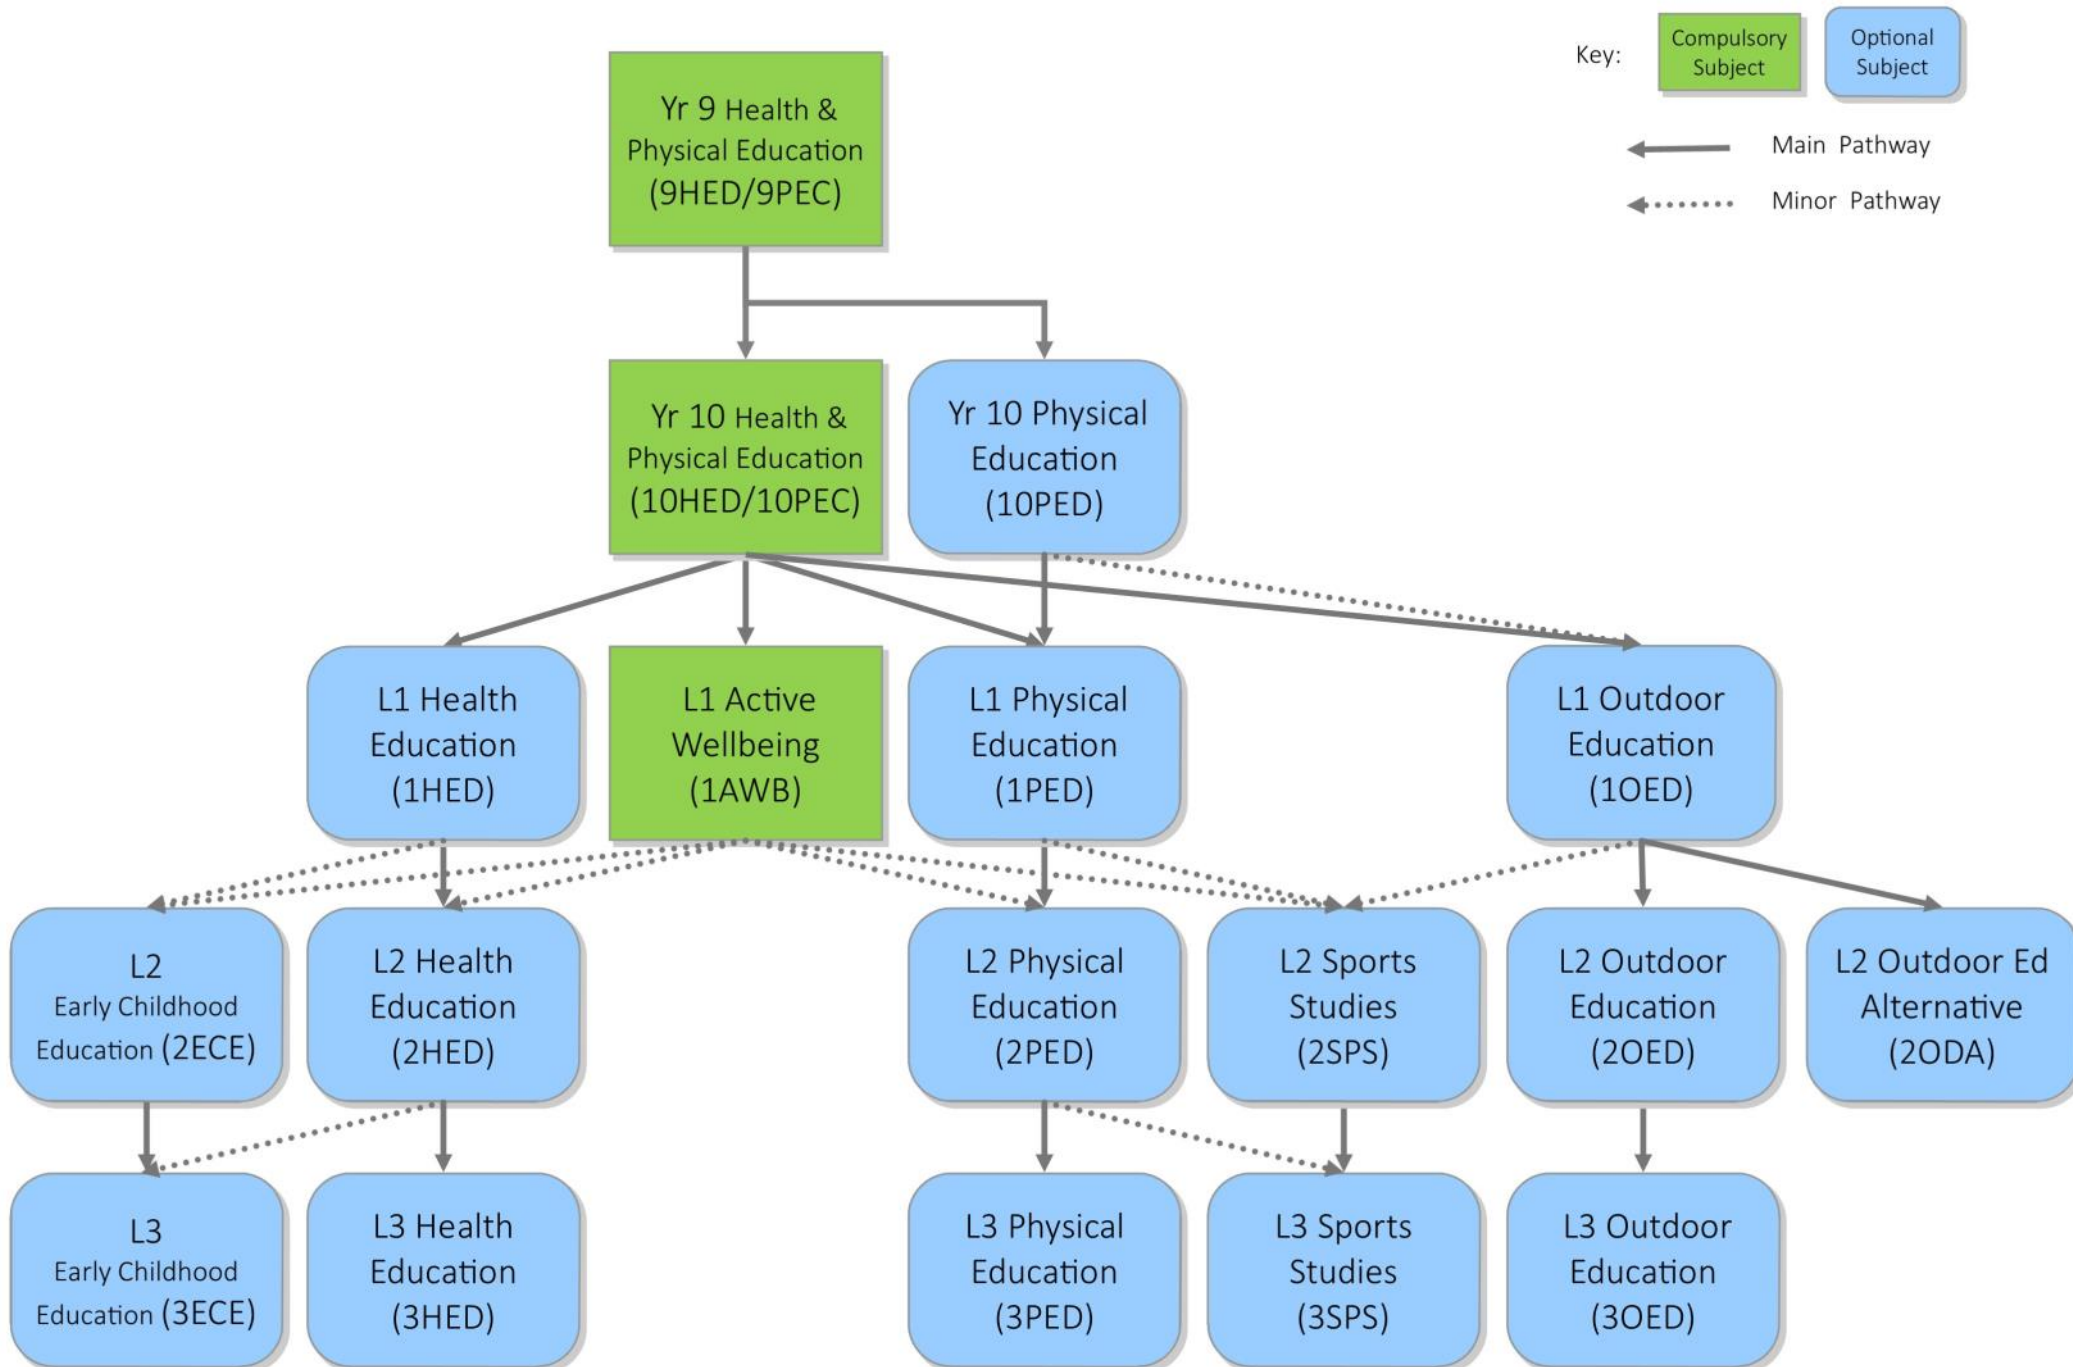 Key:
Compulsory
Subject
Optional
Subject
Main Pathway
Minor Pathway
Yr 9 Health &
Physical Education
(9HED/9PEC)
Yr 10 Health &
Physical Education
(10HED/10PEC)
Yr 10 Physical
Education
(10PED)
L1 Health
Education
(1HED)
L1 Active
Wellbeing
(1AWB)
L1 Physical
Education
(1PED)
L1 Outdoor
Education
(1OED)
L2
Early Childhood
Education (2ECE)
L2 Health
Education
(2HED)
L2 Physical
Education
(2PED)
L2 Sports
Studies
(2SPS)
L2 Outdoor
Education
(2OED)
L2 Outdoor Ed
Alternative
(2ODA)
L3
Early Childhood
Education (3ECE)
L3 Health
Education
(3HED)
L3 Physical
Education
(3PED)
L3 Sports
Studies
(3SPS)
L3 Outdoor
Education
(3OED)